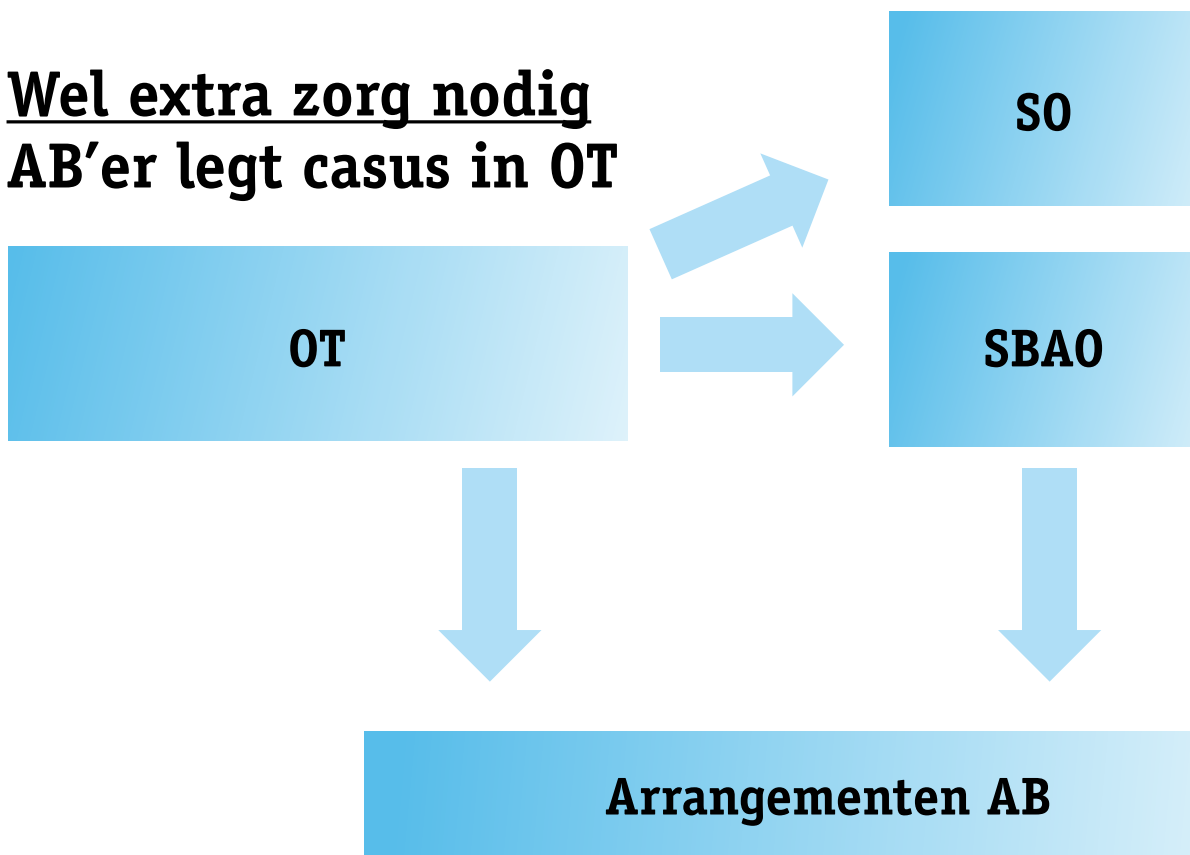 Wel extra zorg nodig
AB’er legt casus in OT
SO
OT
SBAO
Arrangementen AB